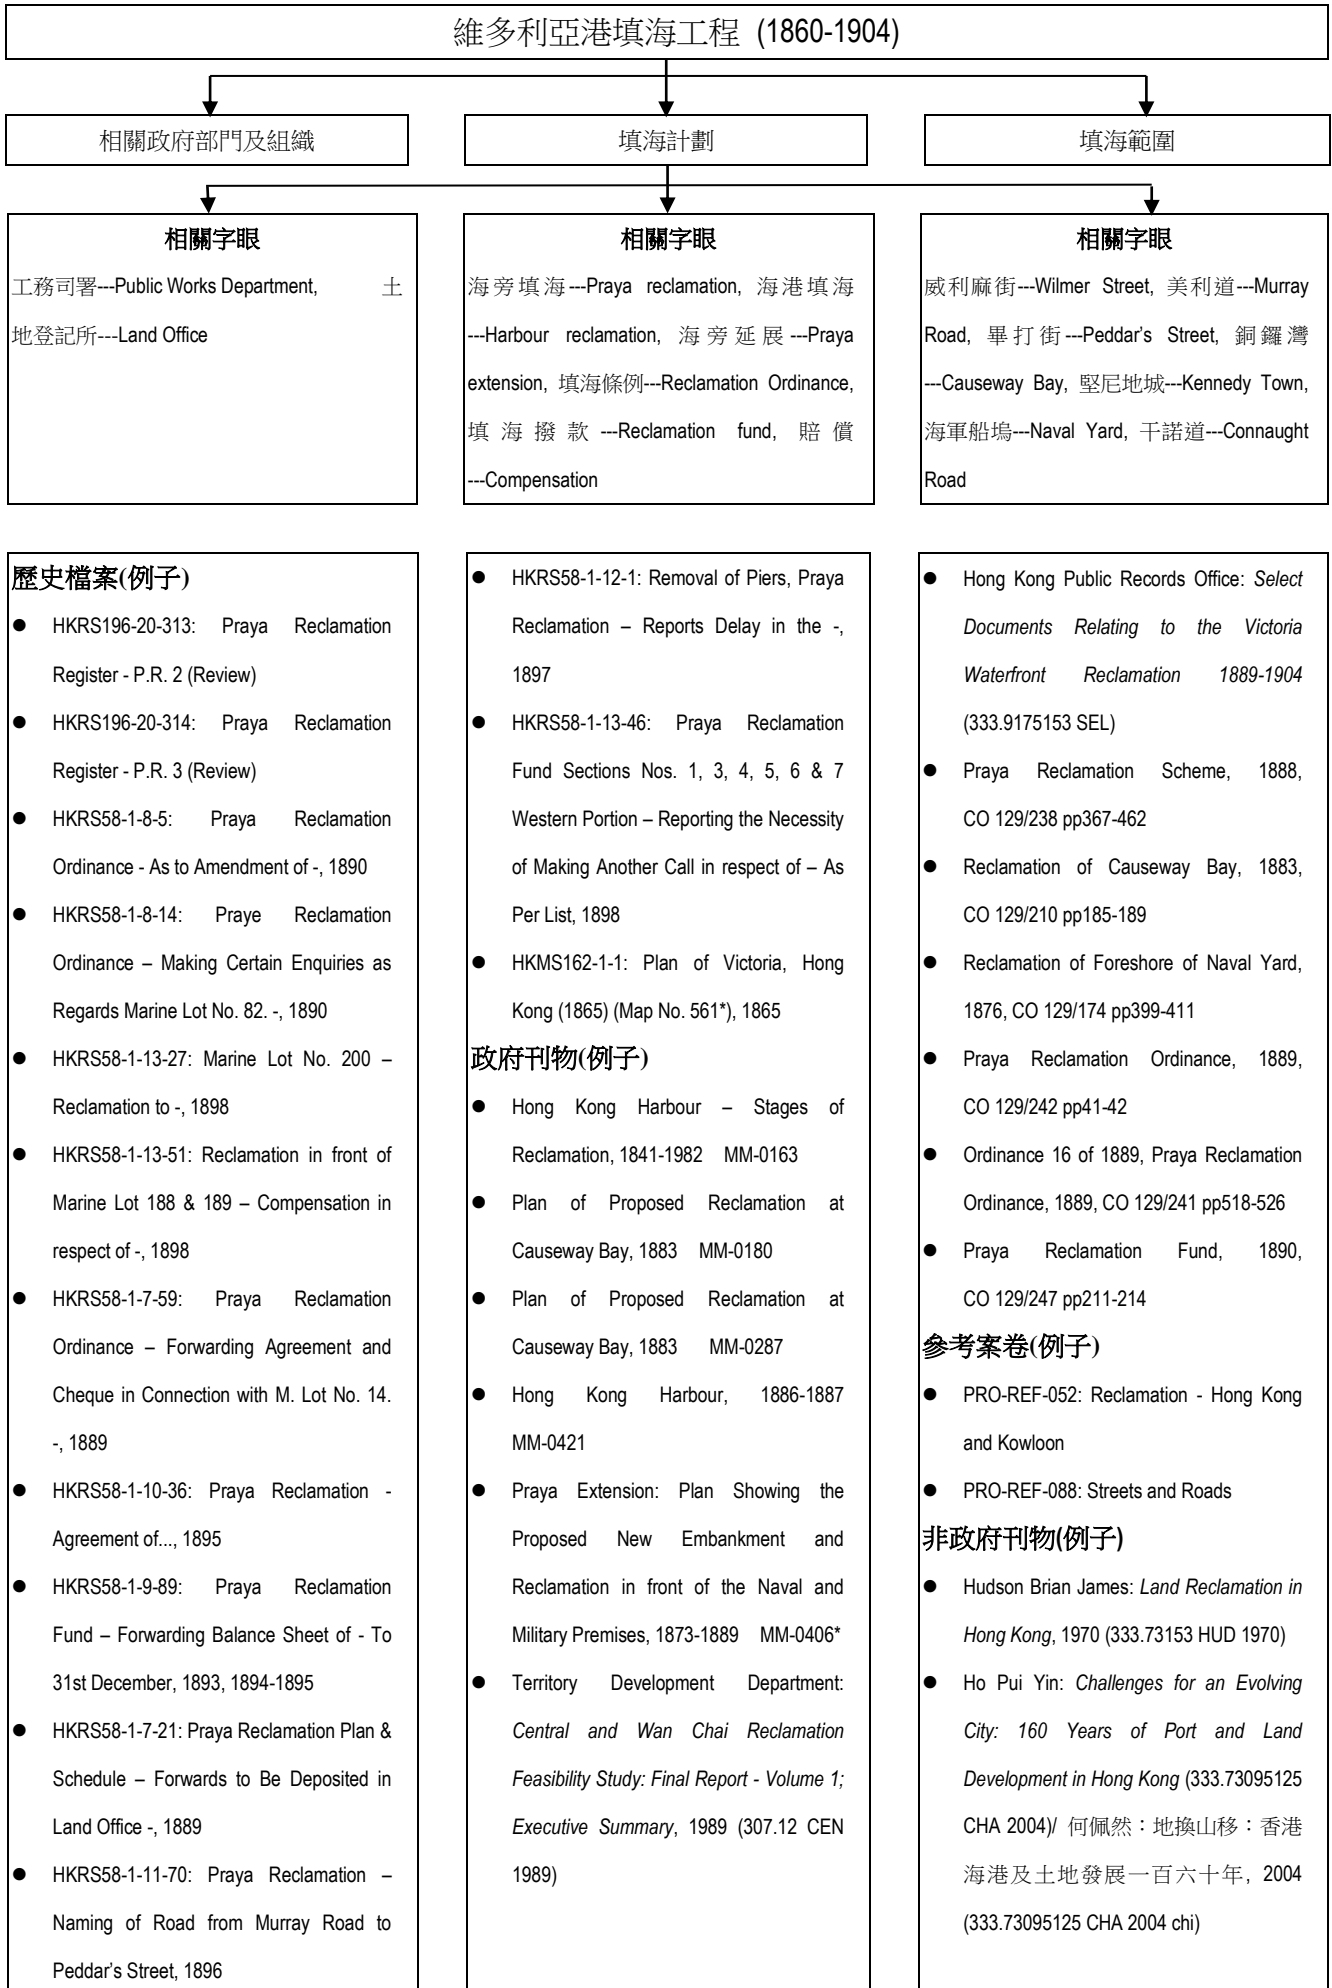 維多利亞港填海工程 (1860-1904)
相關政府部門及組織
填海計劃
填海範圍
相關字眼
工務司署---Public Works Department, 土
地登記所---Land Office
相關字眼
海旁填海---Praya reclamation, 海港填海
---Harbour reclamation, 海旁延展---Praya
extension, 填海條例---Reclamation Ordinance,
填海撥款---Reclamation fund, 賠償
---Compensation
相關字眼
威利麻街---Wilmer Street, 美利道---Murray
Road, 畢打街---Peddar's Street, 銅鑼灣
---Causeway Bay, 堅尼地城---Kennedy Town,
海軍船塢---Naval Yard, 干諾道---Connaught
Road
歷史檔案(例子)
● HKRS196-20-313: Praya Reclamation
Register - P.R. 2 (Review)
● HKRS196-20-314: Praya Reclamation
Register - P.R. 3 (Review)
● HKRS58-1-8-5: Praya Reclamation
Ordinance - As to Amendment of -, 1890
● HKRS58-1-8-14: Praye Reclamation
Ordinance – Making Certain Enquiries as
Regards Marine Lot No. 82. -, 1890
● HKRS58-1-13-27: Marine Lot No. 200 –
Reclamation to -, 1898
● HKRS58-1-13-51: Reclamation in front of
Marine Lot 188 & 189 – Compensation in
respect of -, 1898
● HKRS58-1-7-59: Praya Reclamation
Ordinance – Forwarding Agreement and
Cheque in Connection with M. Lot No. 14.
-, 1889
● HKRS58-1-10-36: Praya Reclamation -
Agreement of..., 1895
● HKRS58-1-9-89: Praya Reclamation
Fund – Forwarding Balance Sheet of - To
31st December, 1893, 1894-1895
● HKRS58-1-7-21: Praya Reclamation Plan &
Schedule – Forwards to Be Deposited in
Land Office -, 1889
● HKRS58-1-11-70: Praya Reclamation –
Naming of Road from Murray Road to
Peddar's Street, 1896
● HKRS58-1-12-1: Removal of Piers, Praya
Reclamation – Reports Delay in the -,
1897
● HKRS58-1-13-46: Praya Reclamation
Fund Sections Nos. 1, 3, 4, 5, 6 & 7
Western Portion – Reporting the Necessity
of Making Another Call in respect of – As
Per List, 1898
● HKMS162-1-1: Plan of Victoria, Hong
Kong (1865) (Map No. 561*), 1865
政府刊物(例子)
● Hong Kong Harbour – Stages of
Reclamation, 1841-1982 MM-0163
● Plan of Proposed Reclamation at
Causeway Bay, 1883 MM-0180
● Plan of Proposed Reclamation at
Causeway Bay, 1883 MM-0287
● Hong Kong Harbour, 1886-1887
MM-0421
● Praya Extension: Plan Showing the
Proposed New Embankment and
Reclamation in front of the Naval and
Military Premises, 1873-1889 MM-0406*
● Territory Development Department:
Central and Wan Chai Reclamation
Feasibility Study: Final Report - Volume 1;
Executive Summary, 1989 (307.12 CEN
1989)
● Hong Kong Public Records Office: Select
Documents Relating to the Victoria
Waterfront Reclamation 1889-1904
(333.9175153 SEL)
● Praya Reclamation Scheme, 1888,
CO 129/238 pp367-462
● Reclamation of Causeway Bay, 1883,
CO 129/210 pp185-189
● Reclamation of Foreshore of Naval Yard,
1876, CO 129/174 pp399-411
● Praya Reclamation Ordinance, 1889,
CO 129/242 pp41-42
● Ordinance 16 of 1889, Praya Reclamation
Ordinance, 1889, CO 129/241 pp518-526
● Praya Reclamation Fund, 1890,
CO 129/247 pp211-214
參考案卷(例子)
● PRO-REF-052: Reclamation - Hong Kong
and Kowloon
● PRO-REF-088: Streets and Roads
非政府刊物(例子)
● Hudson Brian James: Land Reclamation in
Hong Kong, 1970 (333.73153 HUD 1970)
● Ho Pui Yin: Challenges for an Evolving
City: 160 Years of Port and Land
Development in Hong Kong (333.73095125
CHA 2004)/ 何佩然：地換山移：香港
海港及土地發展一百六十年, 2004
(333.73095125 CHA 2004 chi)